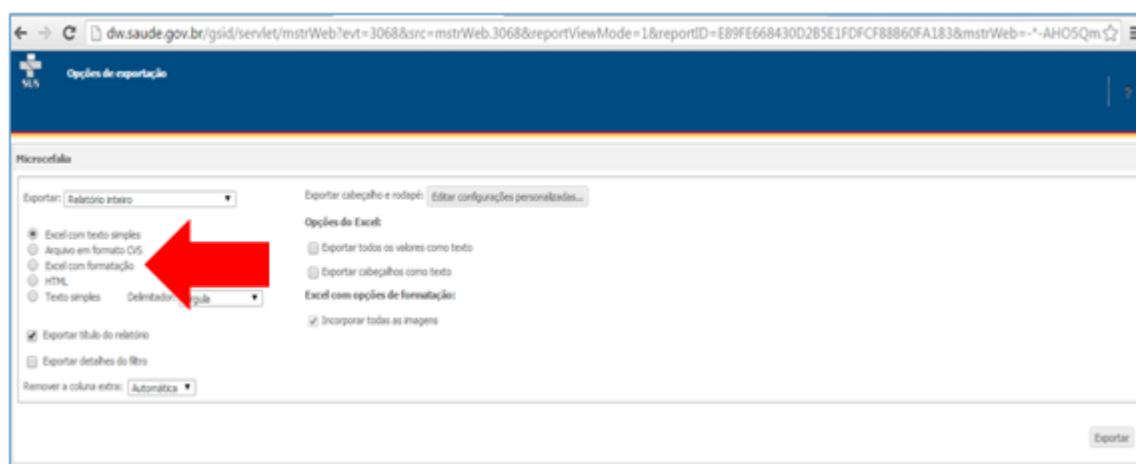 dw.saude.gov.br/gsid/servlet/mstrWeb?evt=3068&src=mstrWeb.3068&reportViewMode=1&reportID=E89FE668430D2B5E1FDFCF88B60FA183&mstrWeb=-*-AHO5Qm
SUS
Opções de exportação
?
Microcefalia
Exportar: Relatório inteiro
Excel com texto simples
Arquivo em formato CVS
Excel com formatação
HTML
Texto simples Delimitador:
Exportar título do relatório
Exportar detalhes do filtro
Remover a coluna extra: Automática
Exportar cabeçalho e rodapé: Editar configurações personalizadas...
Opções do Excel:
Exportar todos os valores como texto
Exportar cabeçalhos como texto
Excel com opções de formatação:
Incorporar todas as imagens
Exportar